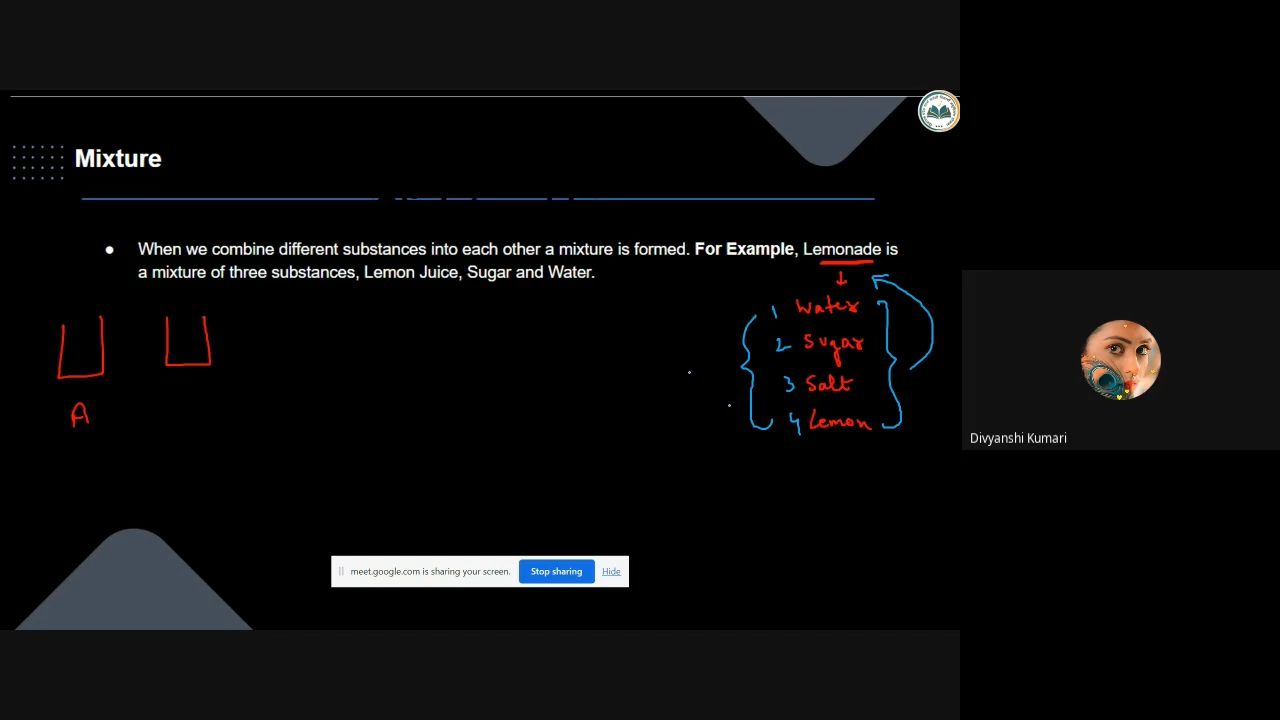 Mixture
● When we combine different substances into each other a mixture is formed. For Example, Lemonade is
a mixture of three substances, Lemon Juice, Sugar and Water.
1 Water
2 Sugar
3 Salt
4 Lemon
A
Divyanshi Kumari
meet.google.com is sharing your screen. Stop sharing Hide